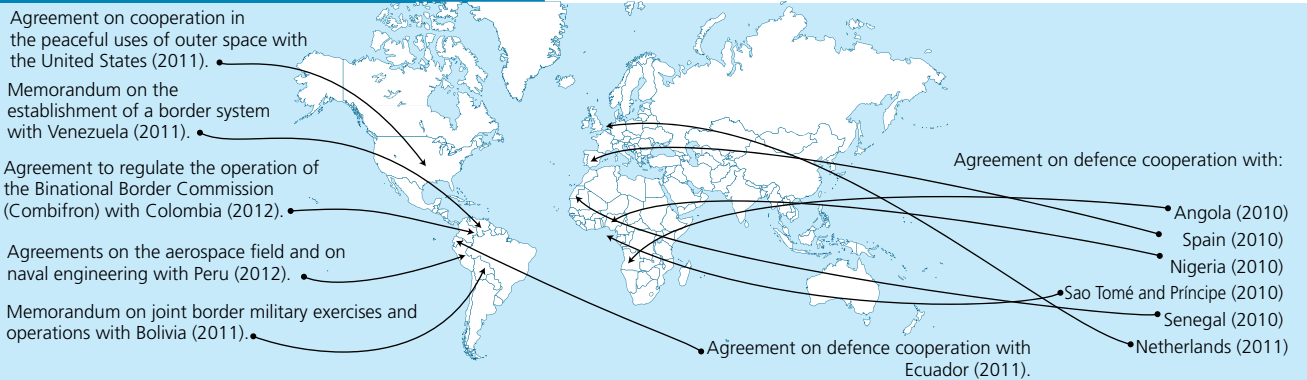 Agreement on cooperation in
the peaceful uses of outer space with
the United States (2011).
Memorandum on the
establishment of a border system
with Venezuela (2011).
Agreement to regulate the operation of
the Binational Border Commission
(Combifron) with Colombia (2012).
Agreements on the aerospace field and on
naval engineering with Peru (2012).
Memorandum on joint border military exercises and
operations with Bolivia (2011).
Agreement on defence cooperation with
Ecuador (2011).
Agreement on defence cooperation with:
Angola (2010)
Spain (2010)
Nigeria (2010)
Sao Tomé and Príncipe (2010)
Senegal (2010)
Netherlands (2011)